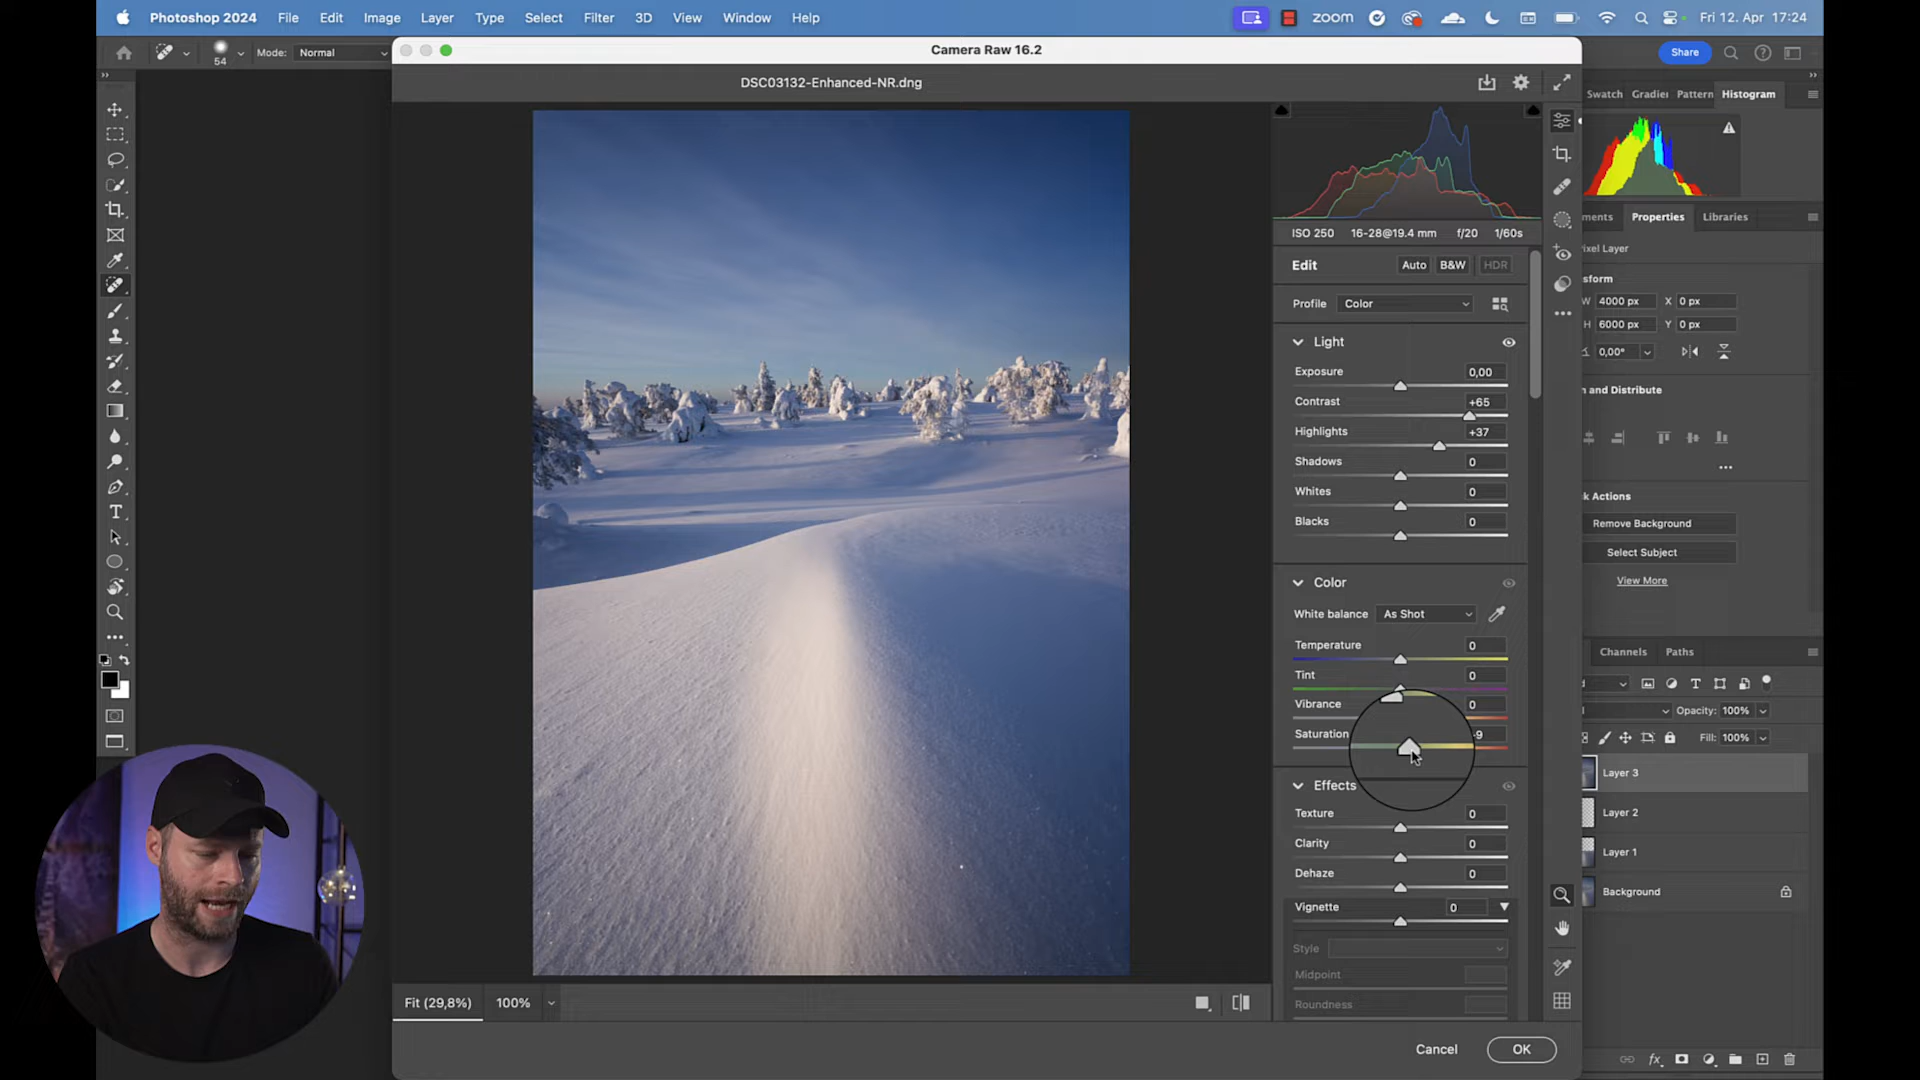 Photoshop 2024 File Edit Image Layer Type Select Filter 3D View Window Help zoom Fri 12. Apr 17:24
54 Mode: Normal Camera Raw 16.2 Share
DSC03132-Enhanced-NR.dng
Swatch Gradier Pattern Histogram
ISO 250 16-28@19.4 mm f/20 1/60s
Edit Auto B&W HDR
Profile Color
Light
Exposure 0,00
Contrast +65
Highlights +37
Shadows 0
Whites 0
Blacks 0
Color
White balance As Shot
Temperature 0
Tint 0
Vibrance 0
Saturation -9
Effects
Texture 0
Clarity 0
Dehaze 0
Vignette 0
Style
Midpoint
Roundness
Fit (29,8%) 100%
Cancel OK
ments Properties Libraries
ixel Layer
nsform
W 4000 px X 0 px
H 6000 px Y 0 px
0,00°
n and Distribute
k Actions
Remove Background
Select Subject
View More
Channels Paths
Opacity: 100%
Fill: 100%
Layer 3
Layer 2
Layer 1
Background
fx